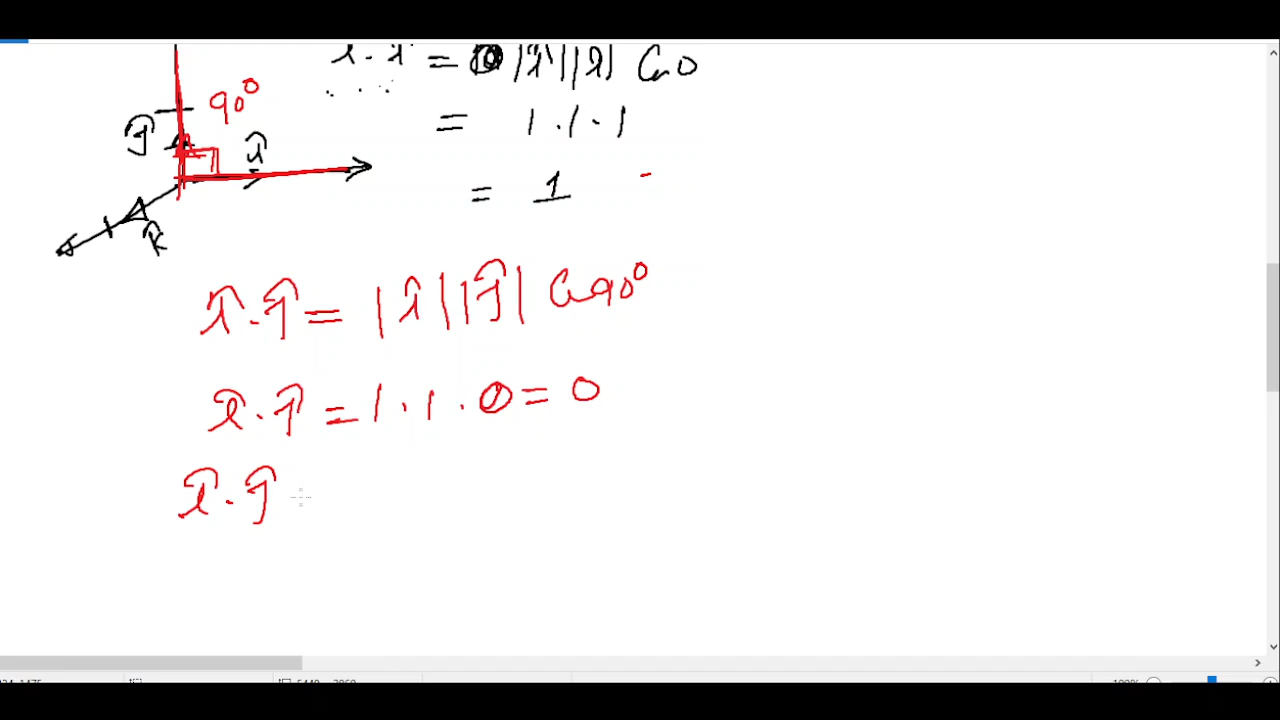 î · î = |î||î| Cos 0
= 1 · 1 · 1
= 1
90°
ĵ
î
k̂
î · ĵ = |î||ĵ| Cos 90°
î · ĵ = 1 · 1 · 0 = 0
î · ĵ